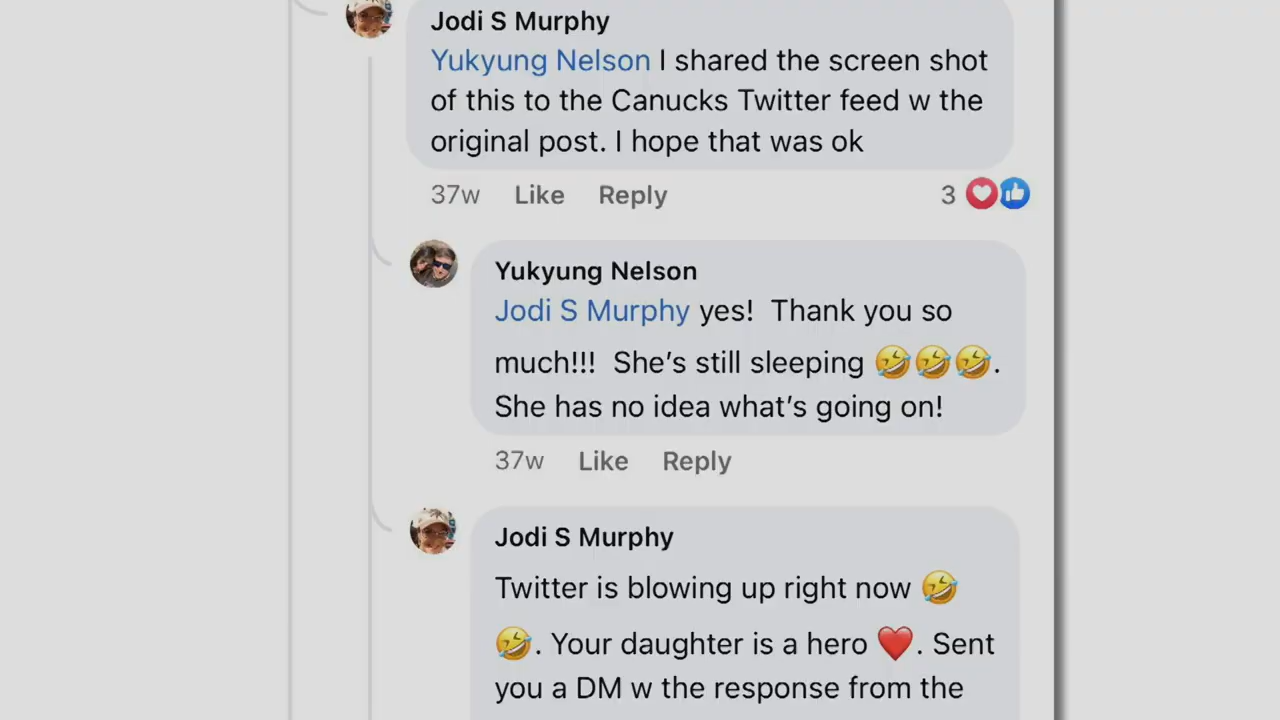 Jodi S Murphy
Yukyung Nelson I shared the screen shot
of this to the Canucks Twitter feed w the
original post. I hope that was ok
37w Like Reply 3
Yukyung Nelson
Jodi S Murphy yes! Thank you so
much!!! She's still sleeping 🤣🤣🤣.
She has no idea what's going on!
37w Like Reply
Jodi S Murphy
Twitter is blowing up right now 🤣
🤣. Your daughter is a hero ❤️. Sent
you a DM w the response from the